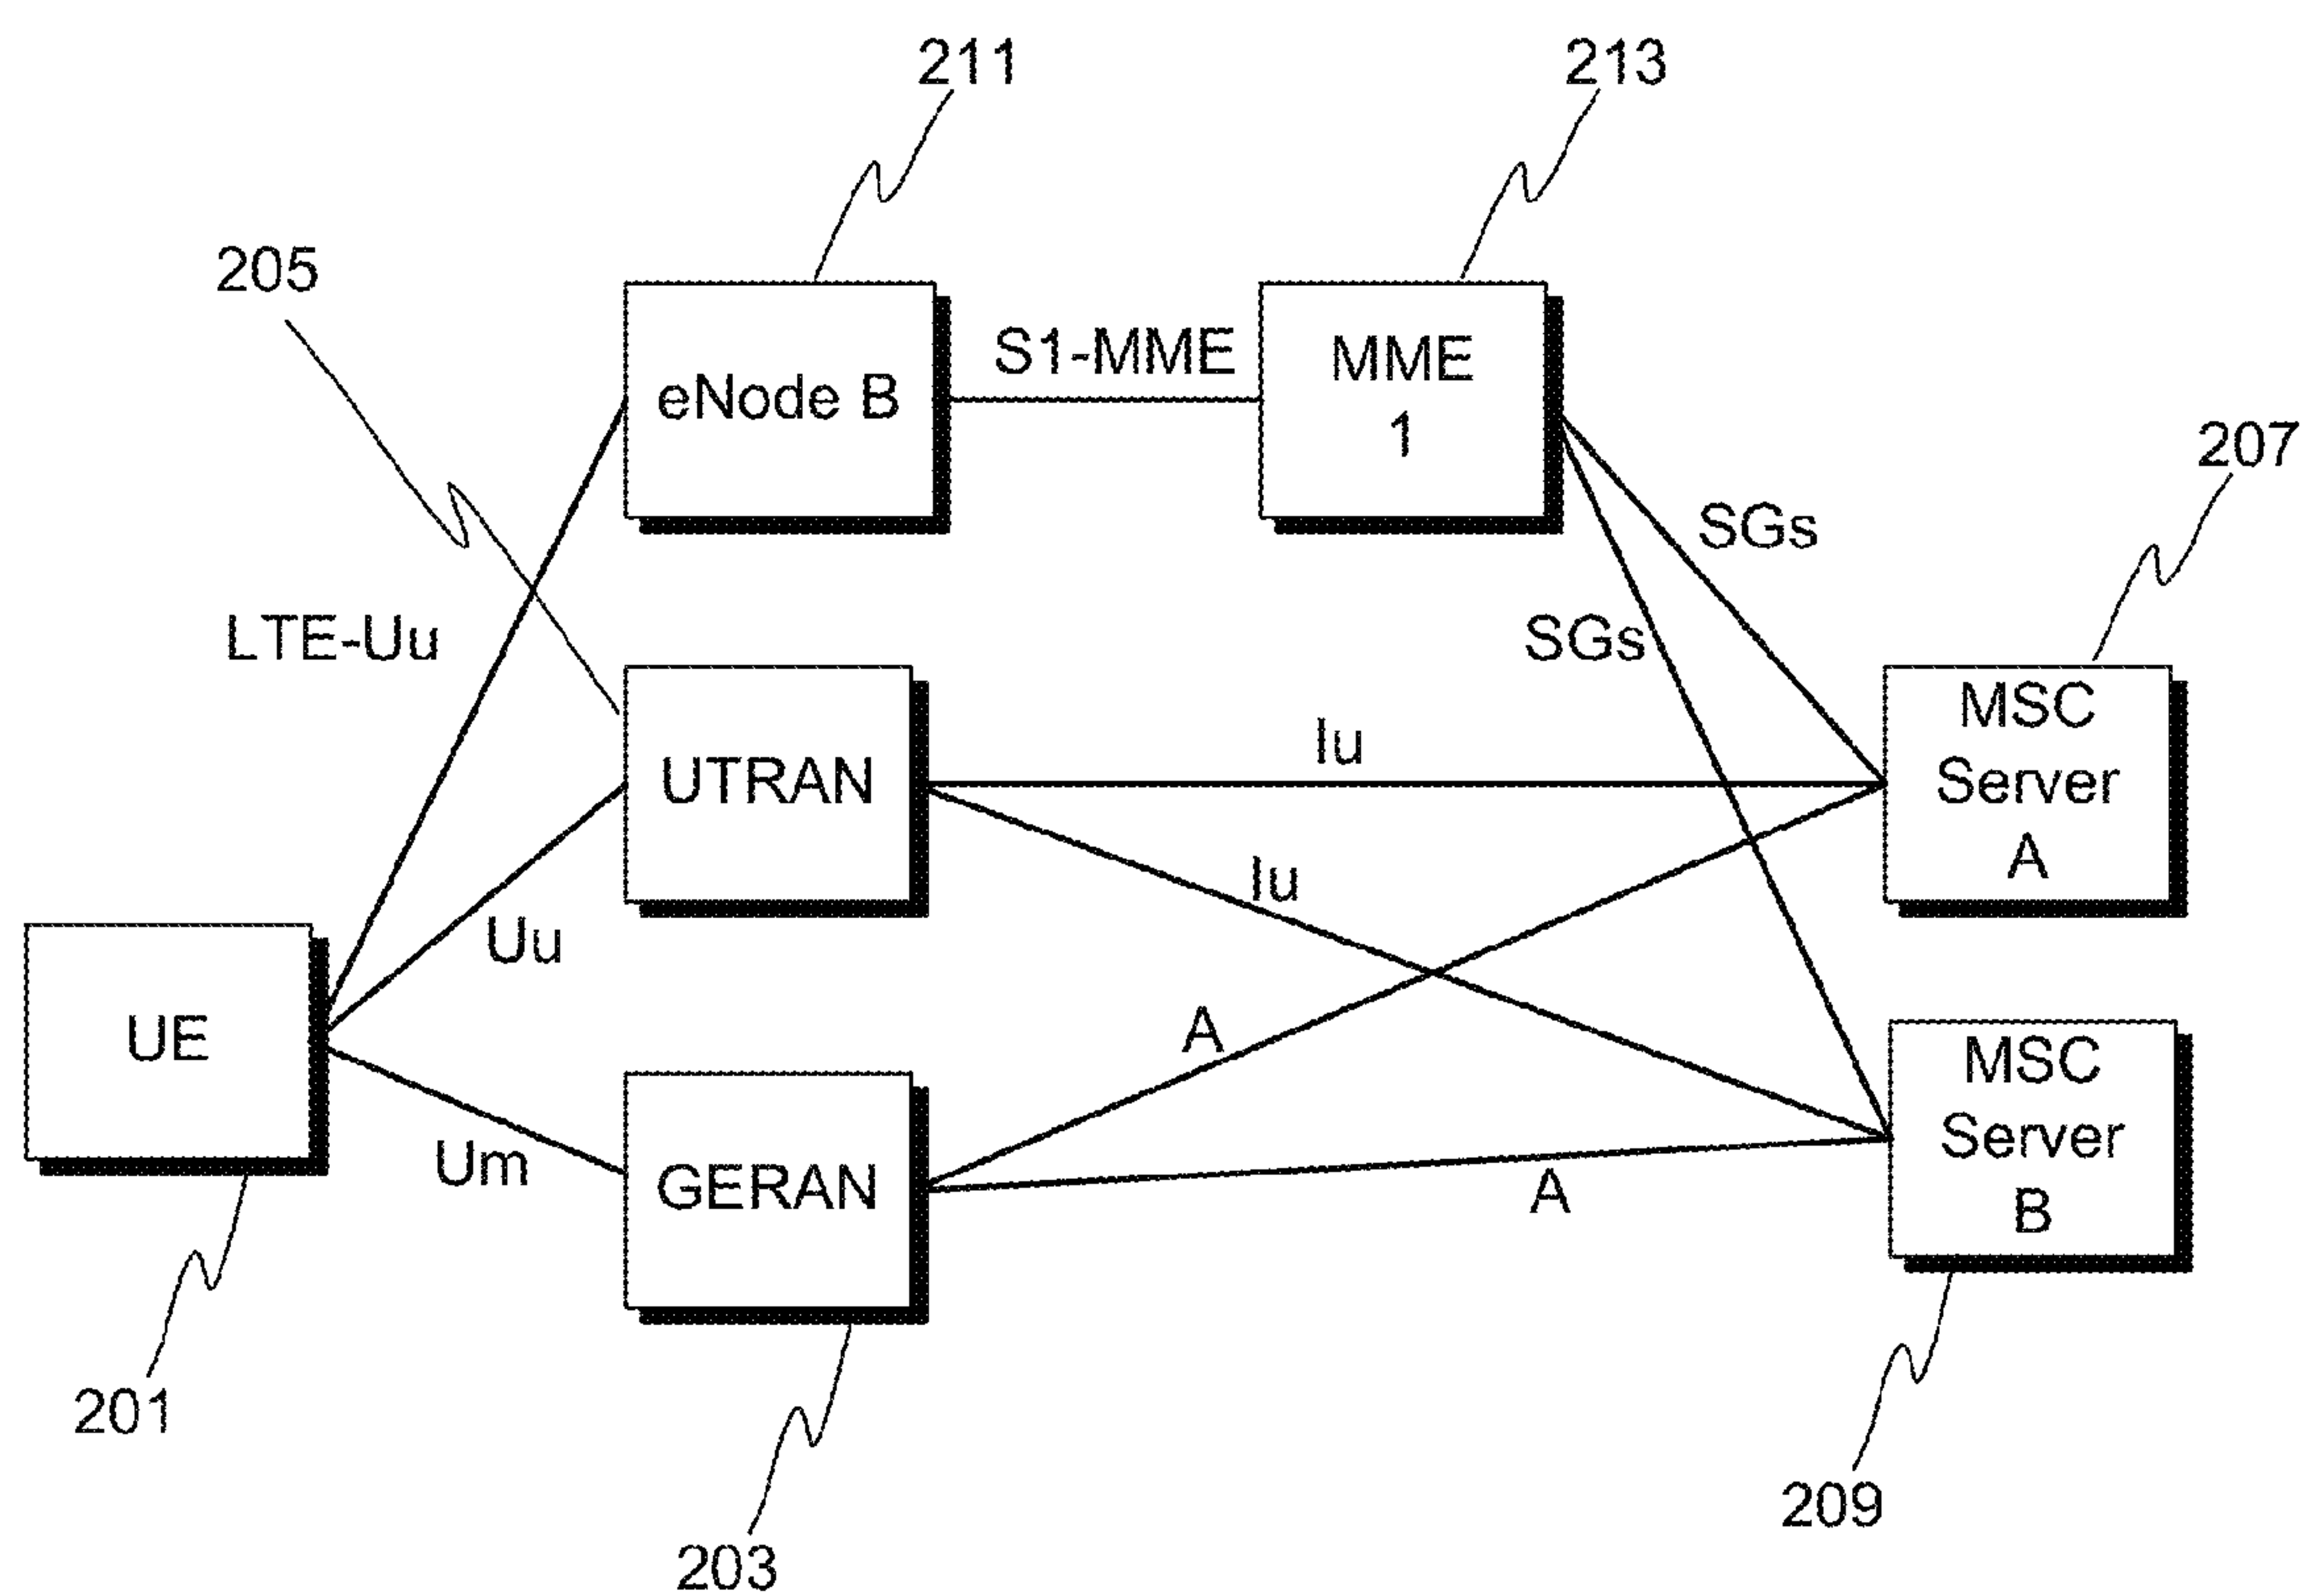 211
213
205
eNode B
S1-MME
MME
1
207
SGs
LTE-Uu
SGs
MSC
Server
A
UTRAN
Iu
Iu
Uu
UE
A
MSC
Server
B
Um
GERAN
A
201
203
209